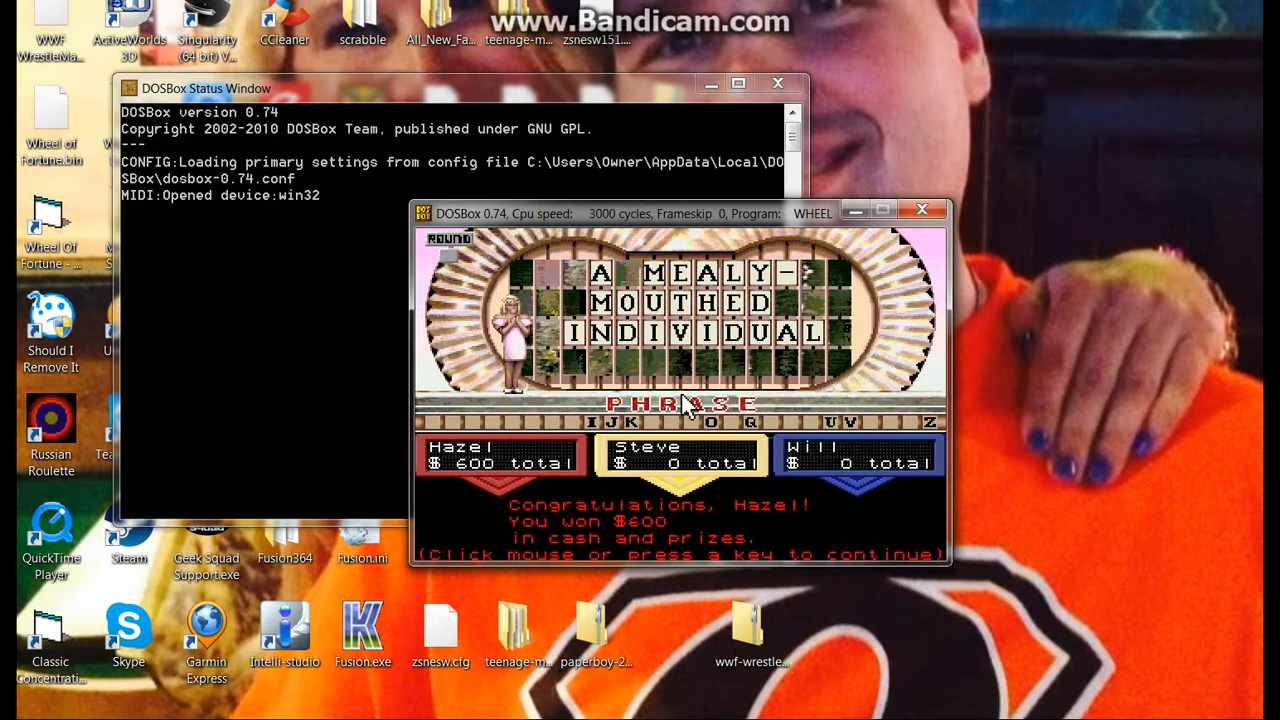 www.Bandicam.com
WWF
WrestleMa...
ActiveWorlds
3D
Singularity
(64 bit) V...
CCleaner
scrabble
All_New_Fa...
teenage-m...
zsnesw151....
DOSBox Status Window
DOSBox version 0.74
Copyright 2002-2010 DOSBox Team, published under GNU GPL.
---
CONFIG:Loading primary settings from config file C:\Users\Owner\AppData\Local\DO
SBox\dosbox-0.74.conf
MIDI:Opened device:win32
Wheel of
Fortune.bin
Wheel Of
Fortune - ...
Should I
Remove It
Russian
Roulette
DOSBox 0.74, Cpu speed: 3000 cycles, Frameskip 0, Program: WHEEL
ROUND
A MEALY-
MOUTHED
INDIVIDUAL
PHRASE
I J K O Q U V Z
Hazel
$ 600 total
Steve
$ 0 total
Will
$ 0 total
Congratulations, Hazel!
You won $600
in cash and prizes.
(Click mouse or press a key to continue)
QuickTime
Player
Steam
Geek Squad
Support.exe
Fusion364
Fusion.ini
Classic
Concentrati...
Skype
Garmin
Express
Intelli-studio
Fusion.exe
zsnesw.cfg
teenage-m...
paperboy-2...
wwf-wrestle...